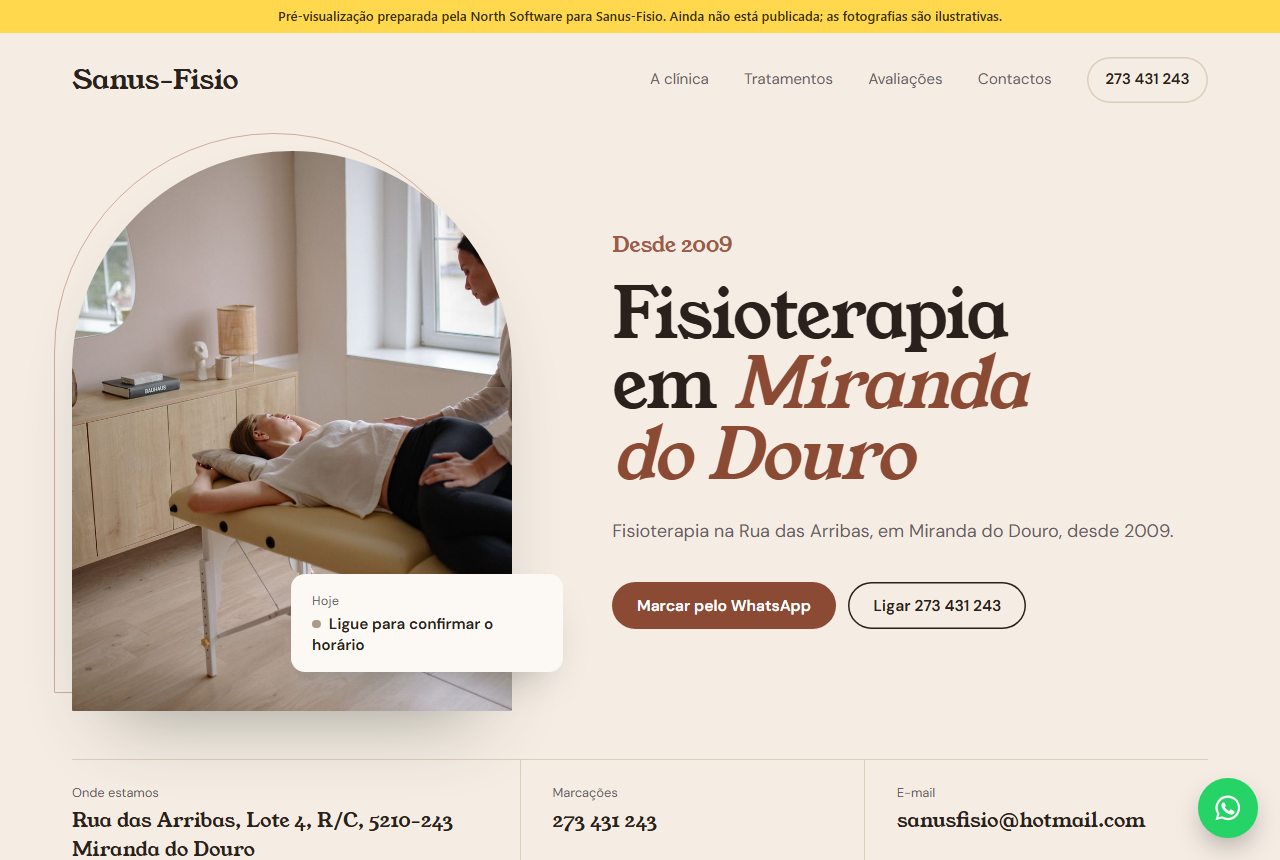 Pré-visualização preparada pela North Software para Sanus-Fisio. Ainda não está publicada; as fotografias são ilustrativas.
Sanus-Fisio
A clínica
Tratamentos
Avaliações
Contactos
273 431 243
BAUHAUS
Desde 2009
Fisioterapia
em Miranda
do Douro
Fisioterapia na Rua das Arribas, em Miranda do Douro, desde 2009.
Marcar pelo WhatsApp
Ligar 273 431 243
Hoje
Ligue para confirmar o
horário
Onde estamos
Rua das Arribas, Lote 4, R/C, 5210-243
Miranda do Douro
Marcações
273 431 243
E-mail
sanusfisio@hotmail.com